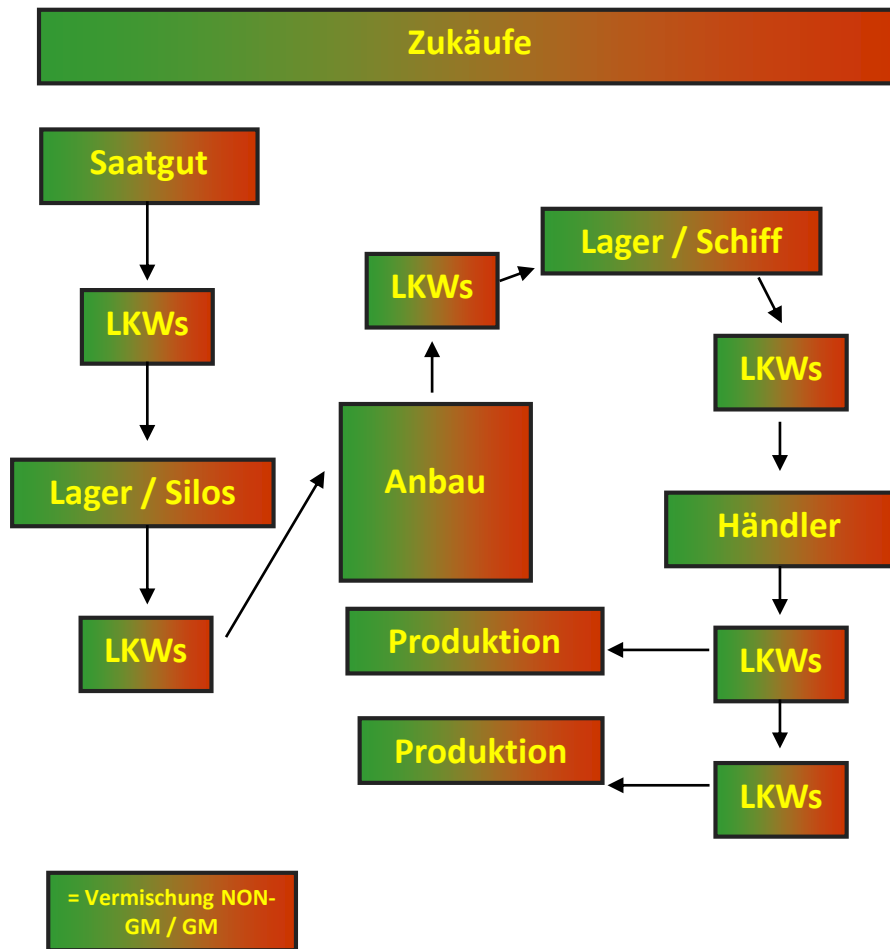 Zukäufe
Saatgut
LKWs
Lager / Silos
LKWs
Anbau
LKWs
Lager / Schiff
LKWs
Händler
LKWs
Produktion
LKWs
Produktion
= Vermischung NON-
GM / GM